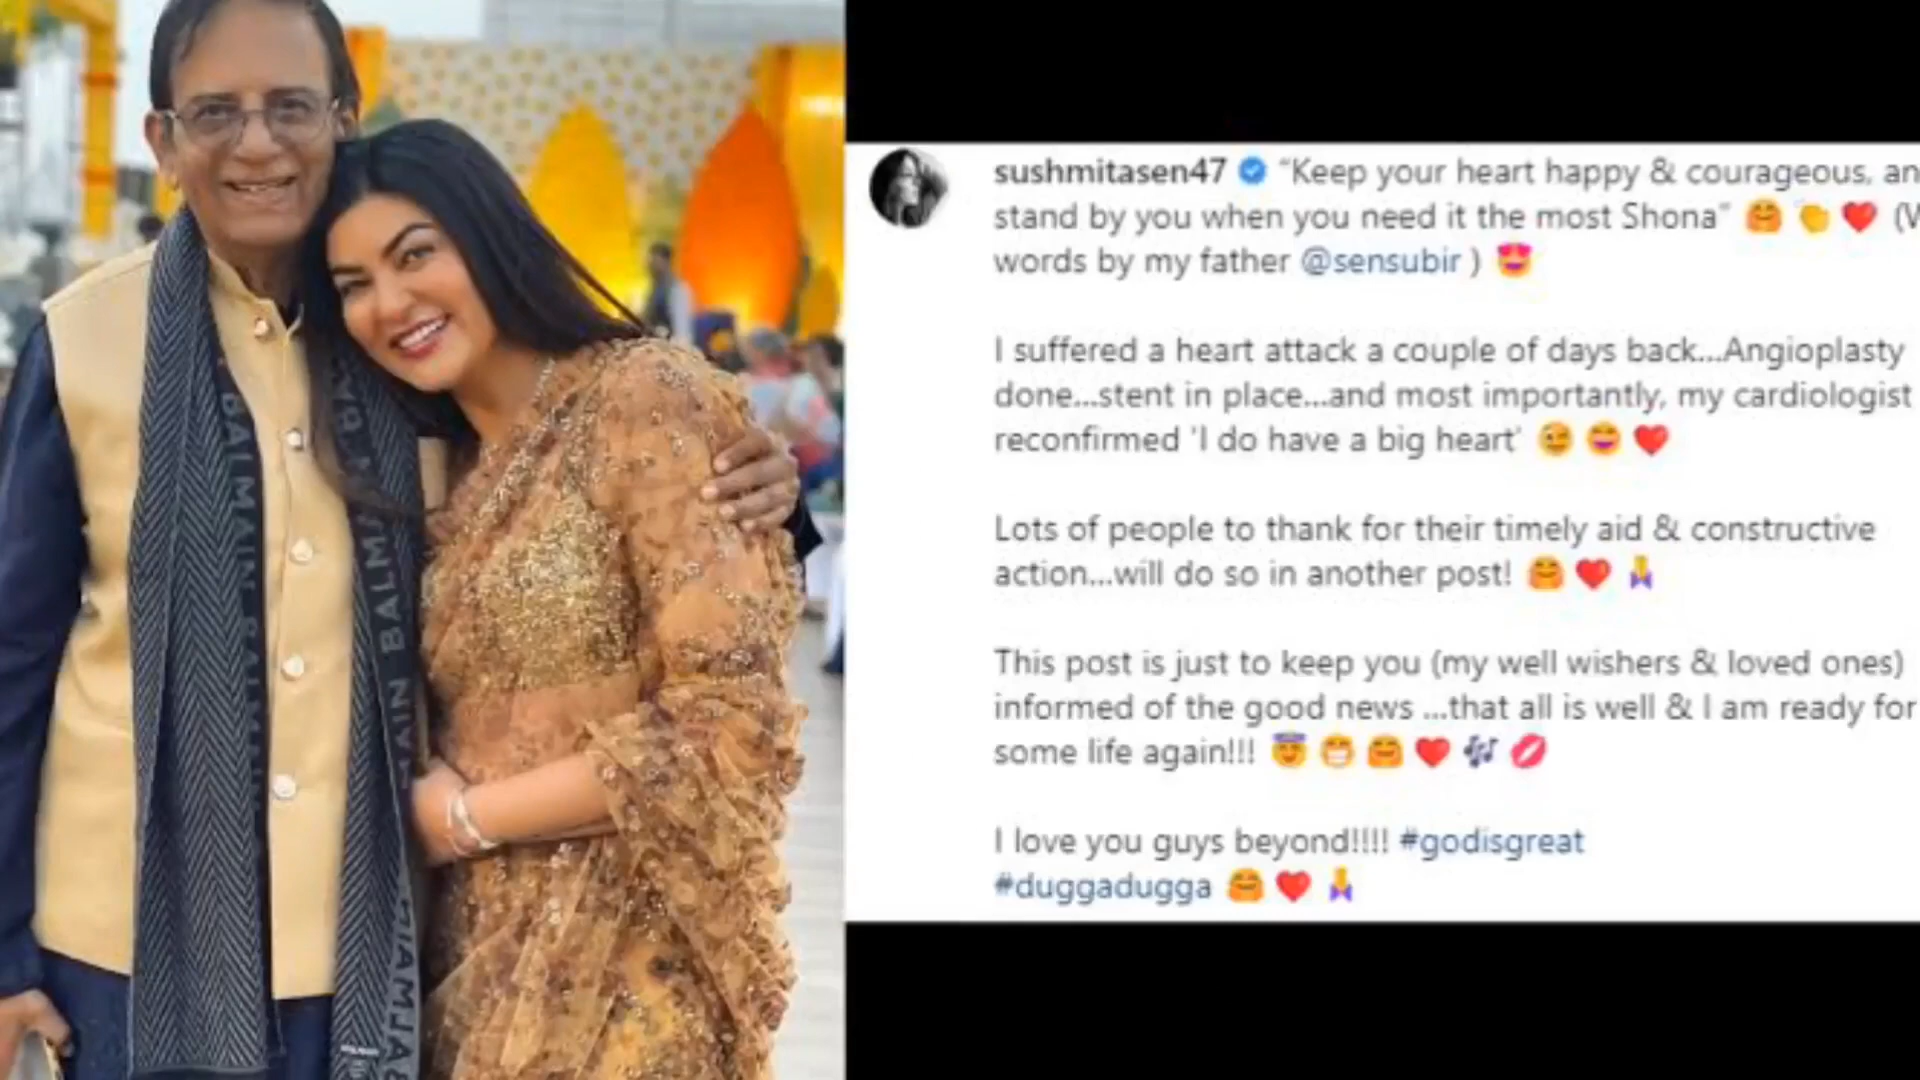 BALMAIN BALMAIN
BALMAIN BALMAIN
sushmitasen47 "Keep your heart happy & courageous, an
stand by you when you need it the most Shona" 🤗 👏 ❤️ (W
words by my father @sensubir ) 😍
I suffered a heart attack a couple of days back...Angioplasty
done...stent in place...and most importantly, my cardiologist
reconfirmed 'I do have a big heart' 😉 😄 ❤️
Lots of people to thank for their timely aid & constructive
action...will do so in another post! 🤗 ❤️ 🙏
This post is just to keep you (my well wishers & loved ones)
informed of the good news ...that all is well & I am ready for
some life again!!! 😇 😁 🤗 ❤️ 🎶 💋
I love you guys beyond!!!! #godisgreat
#duggadugga 🤗 ❤️ 🙏